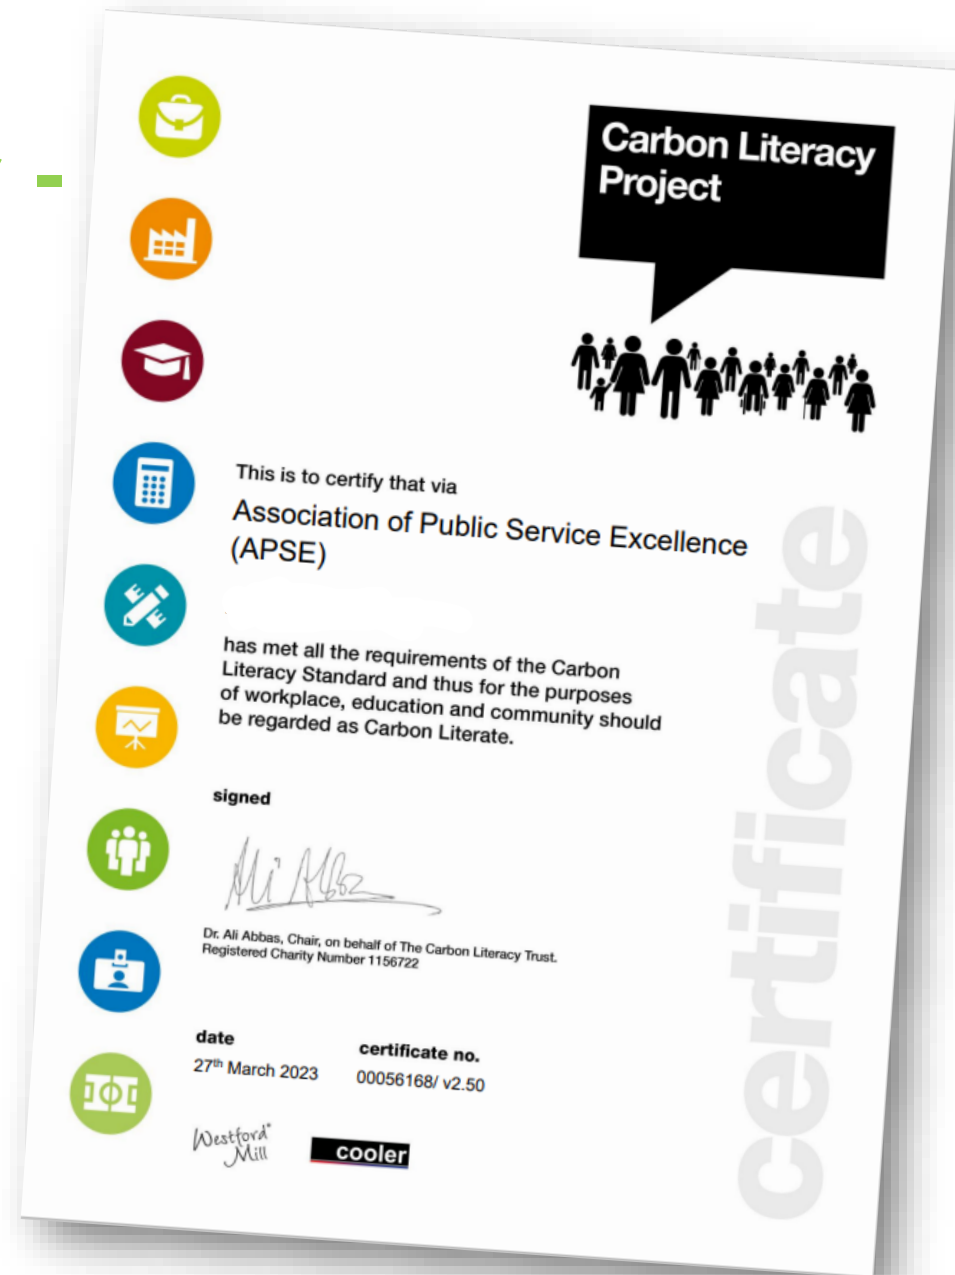 Carbon Literacy
Project
This is to certify that via
Association of Public Service Excellence
(APSE)
has met all the requirements of the Carbon
Literacy Standard and thus for the purposes
of workplace, education and community should
be regarded as Carbon Literate.
signed
Ali Abbas
Dr. Ali Abbas, Chair, on behalf of The Carbon Literacy Trust.
Registered Charity Number 1156722
date
27th March 2023
certificate no.
00056168/ v2.50
Westford
Mill
cooler
certificate